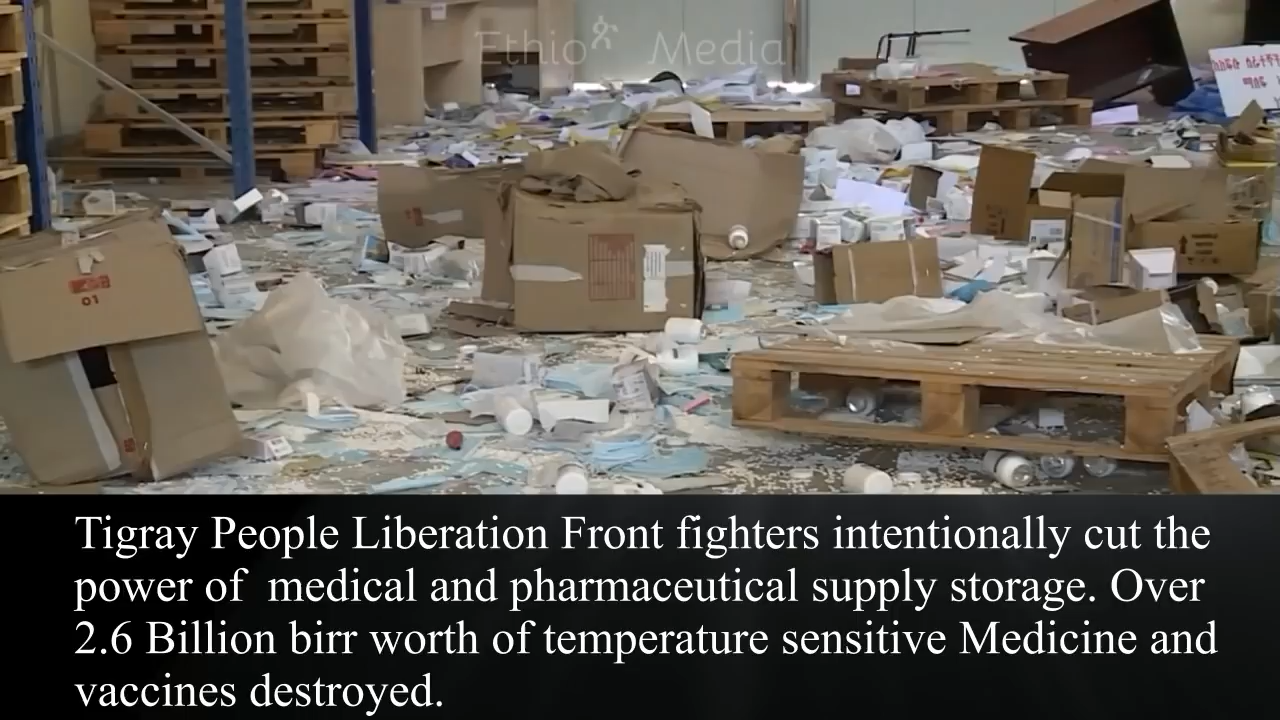 Ethio Media
ማለፍ
01
Tigray People Liberation Front fighters intentionally cut the
power of medical and pharmaceutical supply storage. Over
2.6 Billion birr worth of temperature sensitive Medicine and
vaccines destroyed.